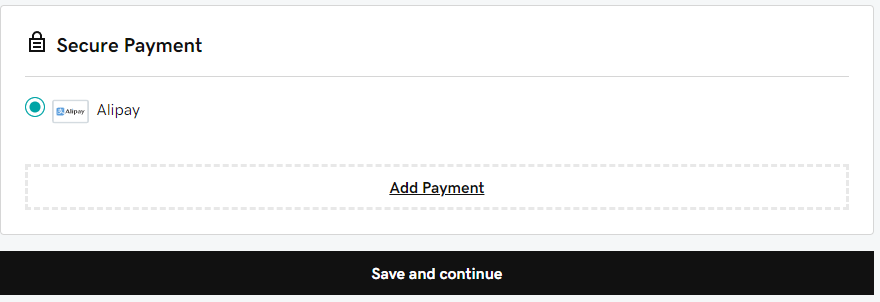 Secure Payment
Alipay Alipay
Add Payment
Save and continue